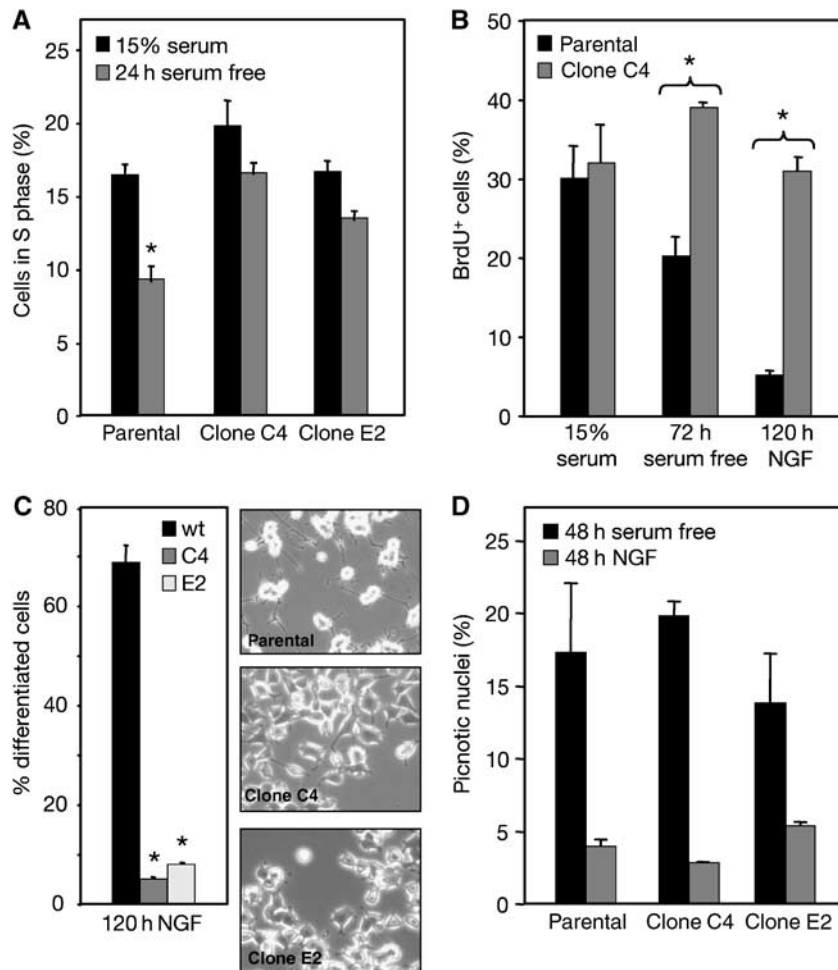 A
15% serum
24 h serum free
Cells in S phase (%)
25
20
15
10
5
0
*
Parental Clone C4 Clone E2
B
Parental
Clone C4
BrdU+ cells (%)
50
40
30
20
10
0
*
*
15% serum
72 h serum free
120 h NGF
C
wt
C4
E2
% differentiated cells
80
60
40
20
0
* *
120 h NGF
Parental
Clone C4
Clone E2
D
48 h serum free
48 h NGF
Picnotic nuclei (%)
25
20
15
10
5
0
Parental Clone C4 Clone E2